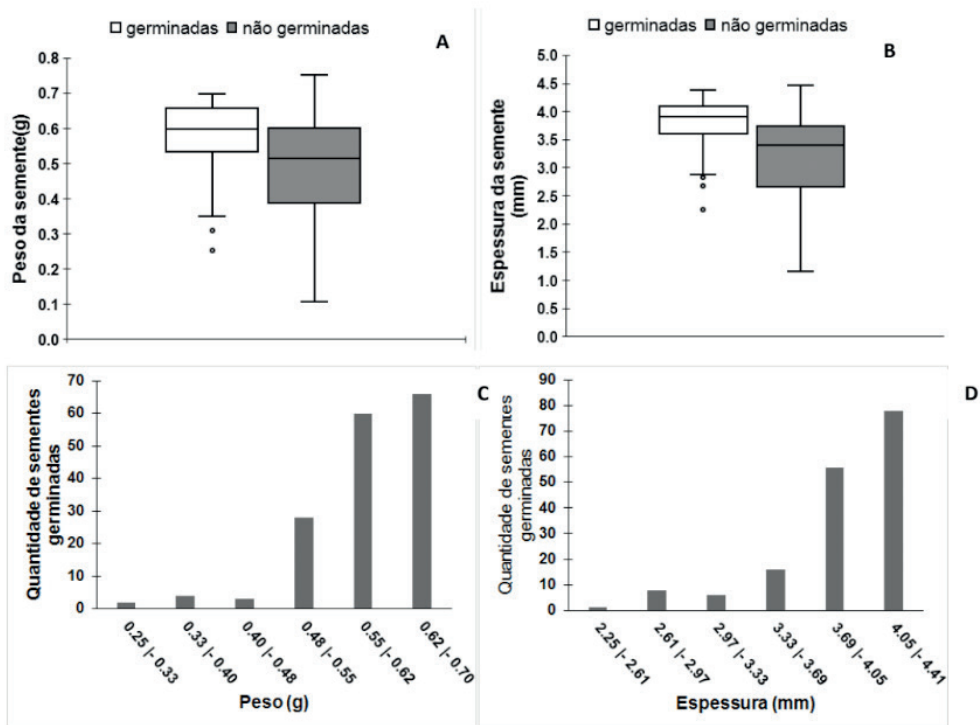 germinadas não germinadas
A
Peso da semente(g)
0.8
0.7
0.6
0.5
0.4
0.3
0.2
0.1
0.0
germinadas não germinadas
B
Espessura da semente
(mm)
5.0
4.5
4.0
3.5
3.0
2.5
2.0
1.5
1.0
0.5
0.0
C
Quantidade de sementes
germinadas
70
60
50
40
30
20
10
0
0.25 |- 0.33
0.33 |- 0.40
0.40 |- 0.48
0.48 |- 0.55
0.55 |- 0.62
0.62 |- 0.70
Peso (g)
D
Quantidade de sementes
germinadas
90
80
70
60
50
40
30
20
10
0
2.25 |- 2.61
2.61 |- 2.97
2.97 |- 3.33
3.33 |- 3.69
3.69 |- 4.05
4.05 |- 4.41
Espessura (mm)